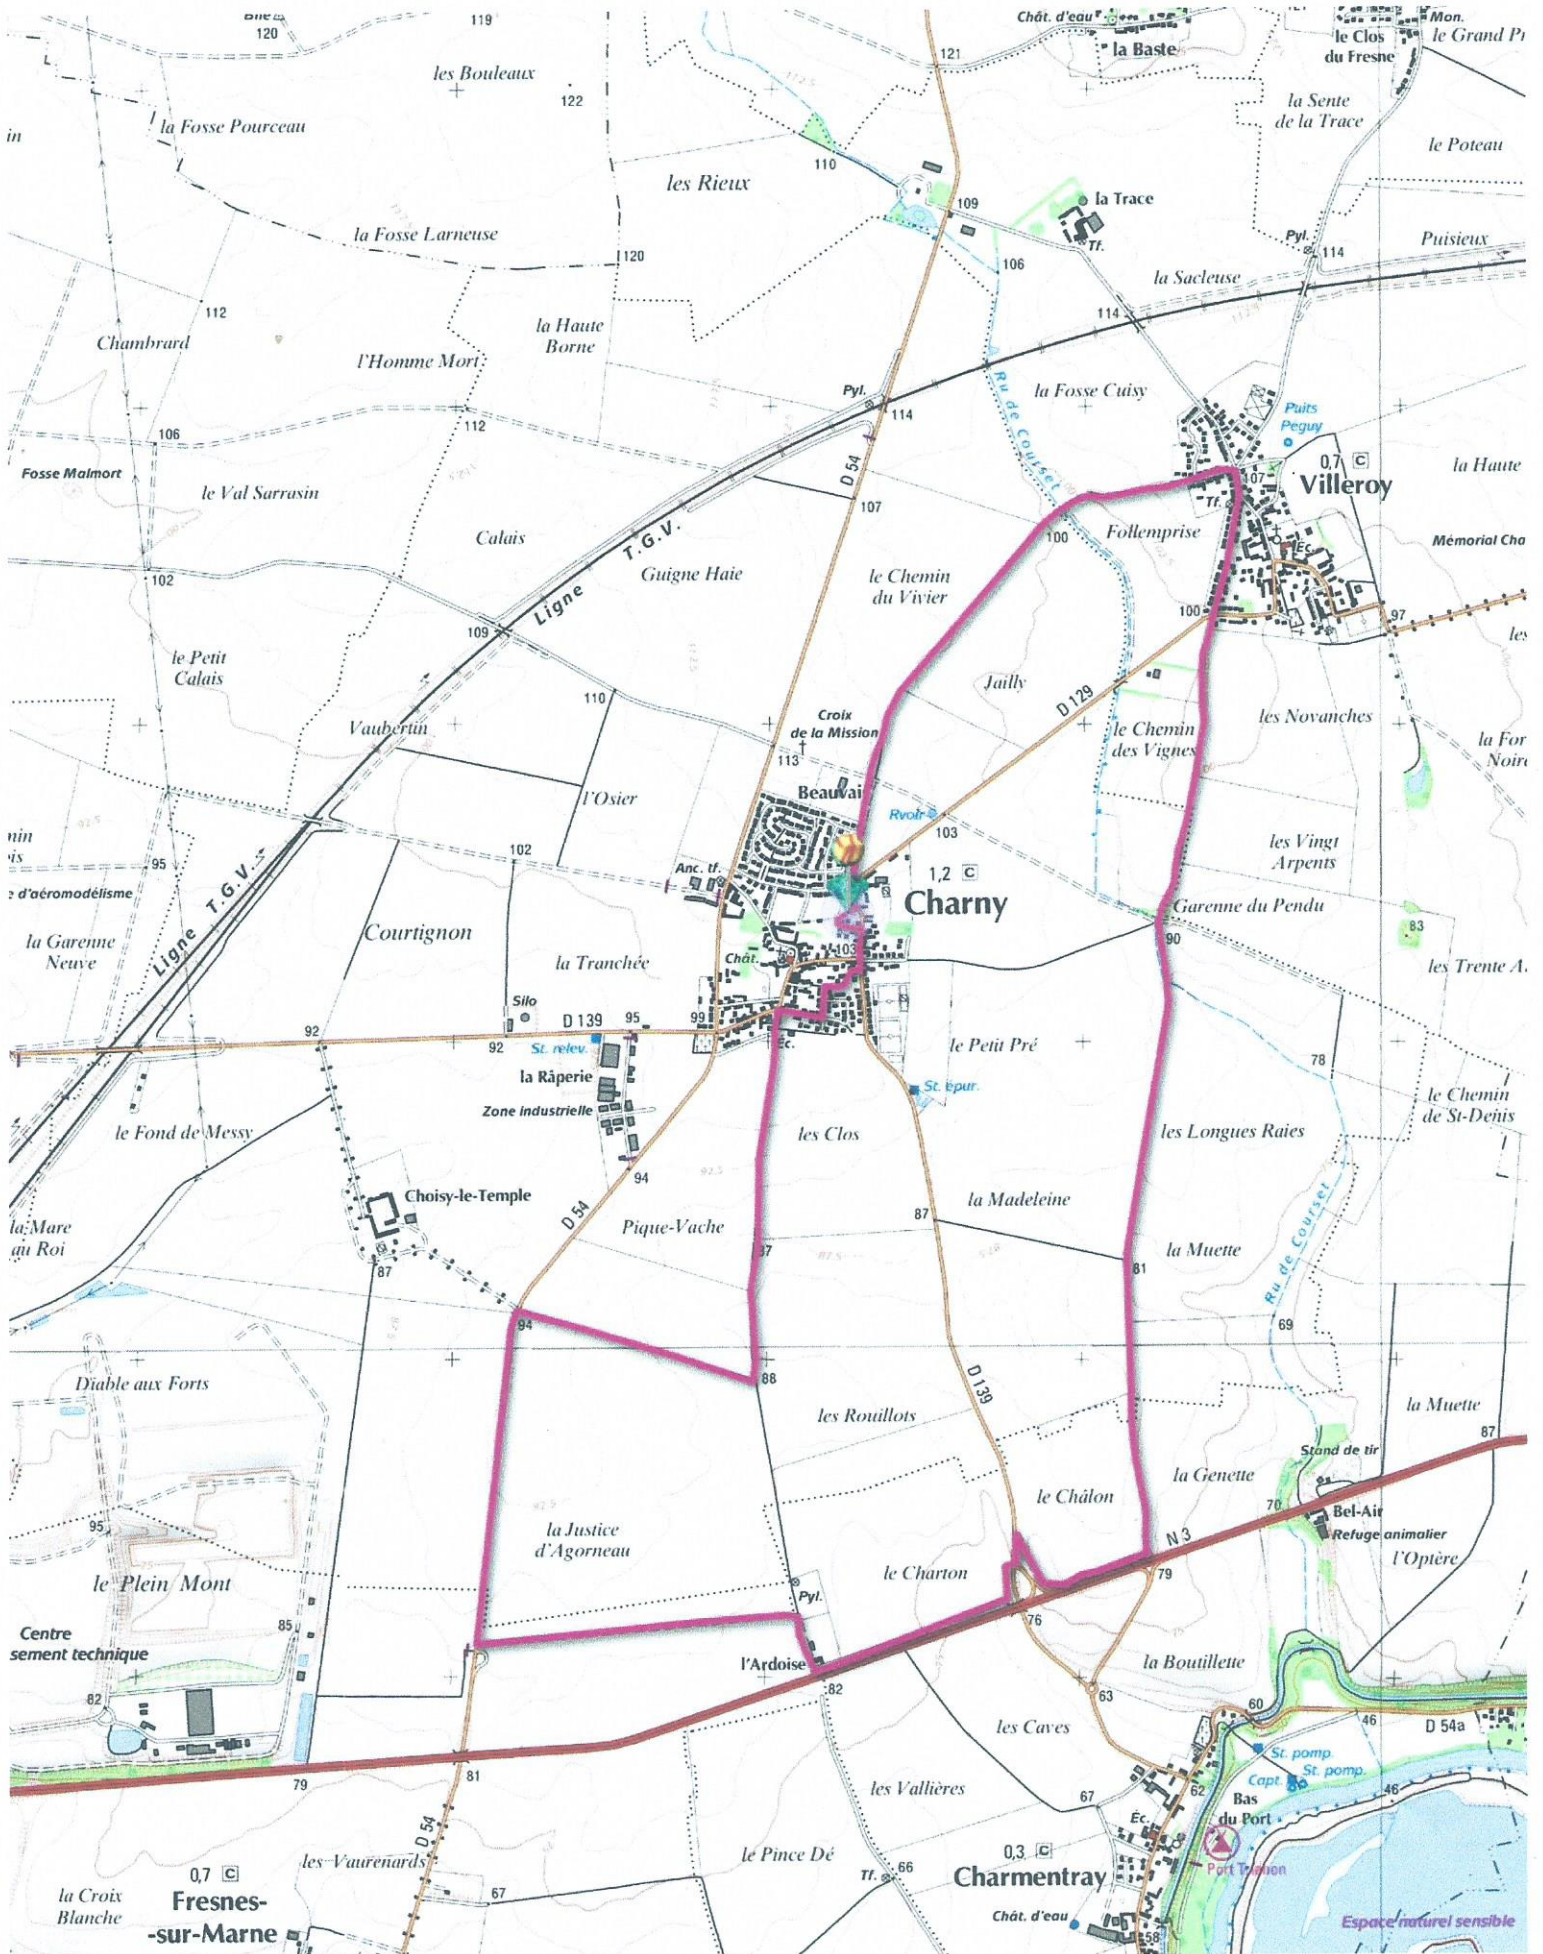 119
Chât. d'eau
Mon.
120
121
la Baste
le Clos
du Fresne
les Bouleaux
122
la Sente
de la Trace
la Fosse Pourceau
in
le Poteau
110
les Rieux
109
la Trace
Tf.
la Fosse Larneuse
Pyl.
114
Puisieux
120
106
la Sacleuse
112
114
la Haute
Borne
Chambrard
l'Homme Mort
Pyl.
114
la Fosse Cuisy
Ru de Courset
Puits
Péguy
106
112
0,7 C
Villeroy
la Haute
Fosse Malmort
D 54
107
Tf.
107
le Val Sarrasin
Follemprise
100
Calais
Ligne T.G.V.
Guigne Haie
Éc.
Mémorial Cha
102
le Chemin
du Vivier
100
97
109
les
le Petit
Calais
Jailly
D 129
110
Croix
de la Mission
le Chemin
des Vignes
les Novanches
Vaubertin
la For
Noire
113
l'Osier
Beauvai
Rvoir
103
les Vingt
Arpents
95
102
Anc. tf.
1,2 C
e d'aéromodélisme
Charny
Garenne du Pendu
90
83
Ligne T.G.V.
la Garenne
Neuve
Courtignon
la Tranchée
Chât.
103
les Trente A.
Silo
D 139
95
99
92
92
St. relev.
Éc.
le Petit Pré
78
la Râperie
St. épur.
Zone industrielle
le Chemin
de St-Denis
le Fond de Messy
les Clos
les Longues Raies
92.5
94
Choisy-le-Temple
D 54
Pique-Vache
la Madeleine
la Mare
au Roi
87
87
la Muette
87
81
Ru de Courset
94
69
Diable aux Forts
88
D 139
les Rouillots
la Muette
87
Stand de tir
la Genette
le Châlon
70
Bel-Air
95
la Justice
d'Agorneau
N 3
Refuge animalier
l'Optère
le Plein Mont
le Charton
79
Pyl.
76
85
Centre
sement technique
l'Ardoise
la Boutillette
82
82
63
60
46
D 54a
les Caves
St. pomp.
St. pomp.
Capt.
79
81
les Vallières
67
62
46
Bas
du Port
Éc.
D 54
Port Trianon
les Vaurenards
le Pince Dé
0,3 C
0,7 C
Tf.
66
Charmentray
67
la Croix
Blanche
Fresnes-
-sur-Marne
Chât. d'eau
58
Espace naturel sensible